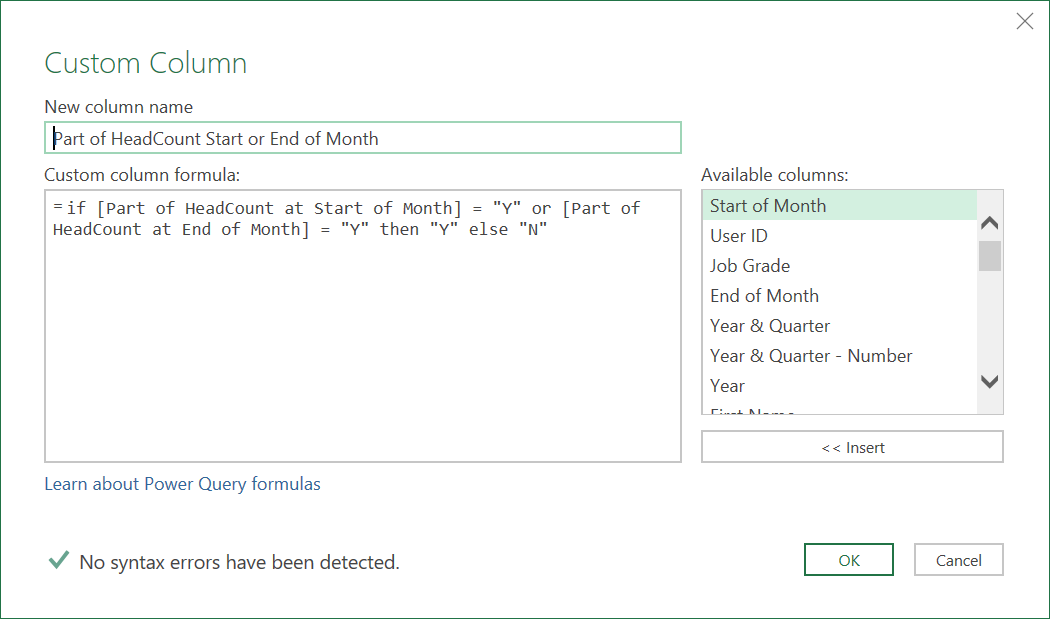 Custom Column
New column name
Part of HeadCount Start or End of Month
Custom column formula:
=if [Part of HeadCount at Start of Month] = "Y" or [Part of
HeadCount at End of Month] = "Y" then "Y" else "N"
Available columns:
Start of Month
User ID
Job Grade
End of Month
Year & Quarter
Year & Quarter - Number
Year
First Name
<< Insert
Learn about Power Query formulas
No syntax errors have been detected.
OK
Cancel